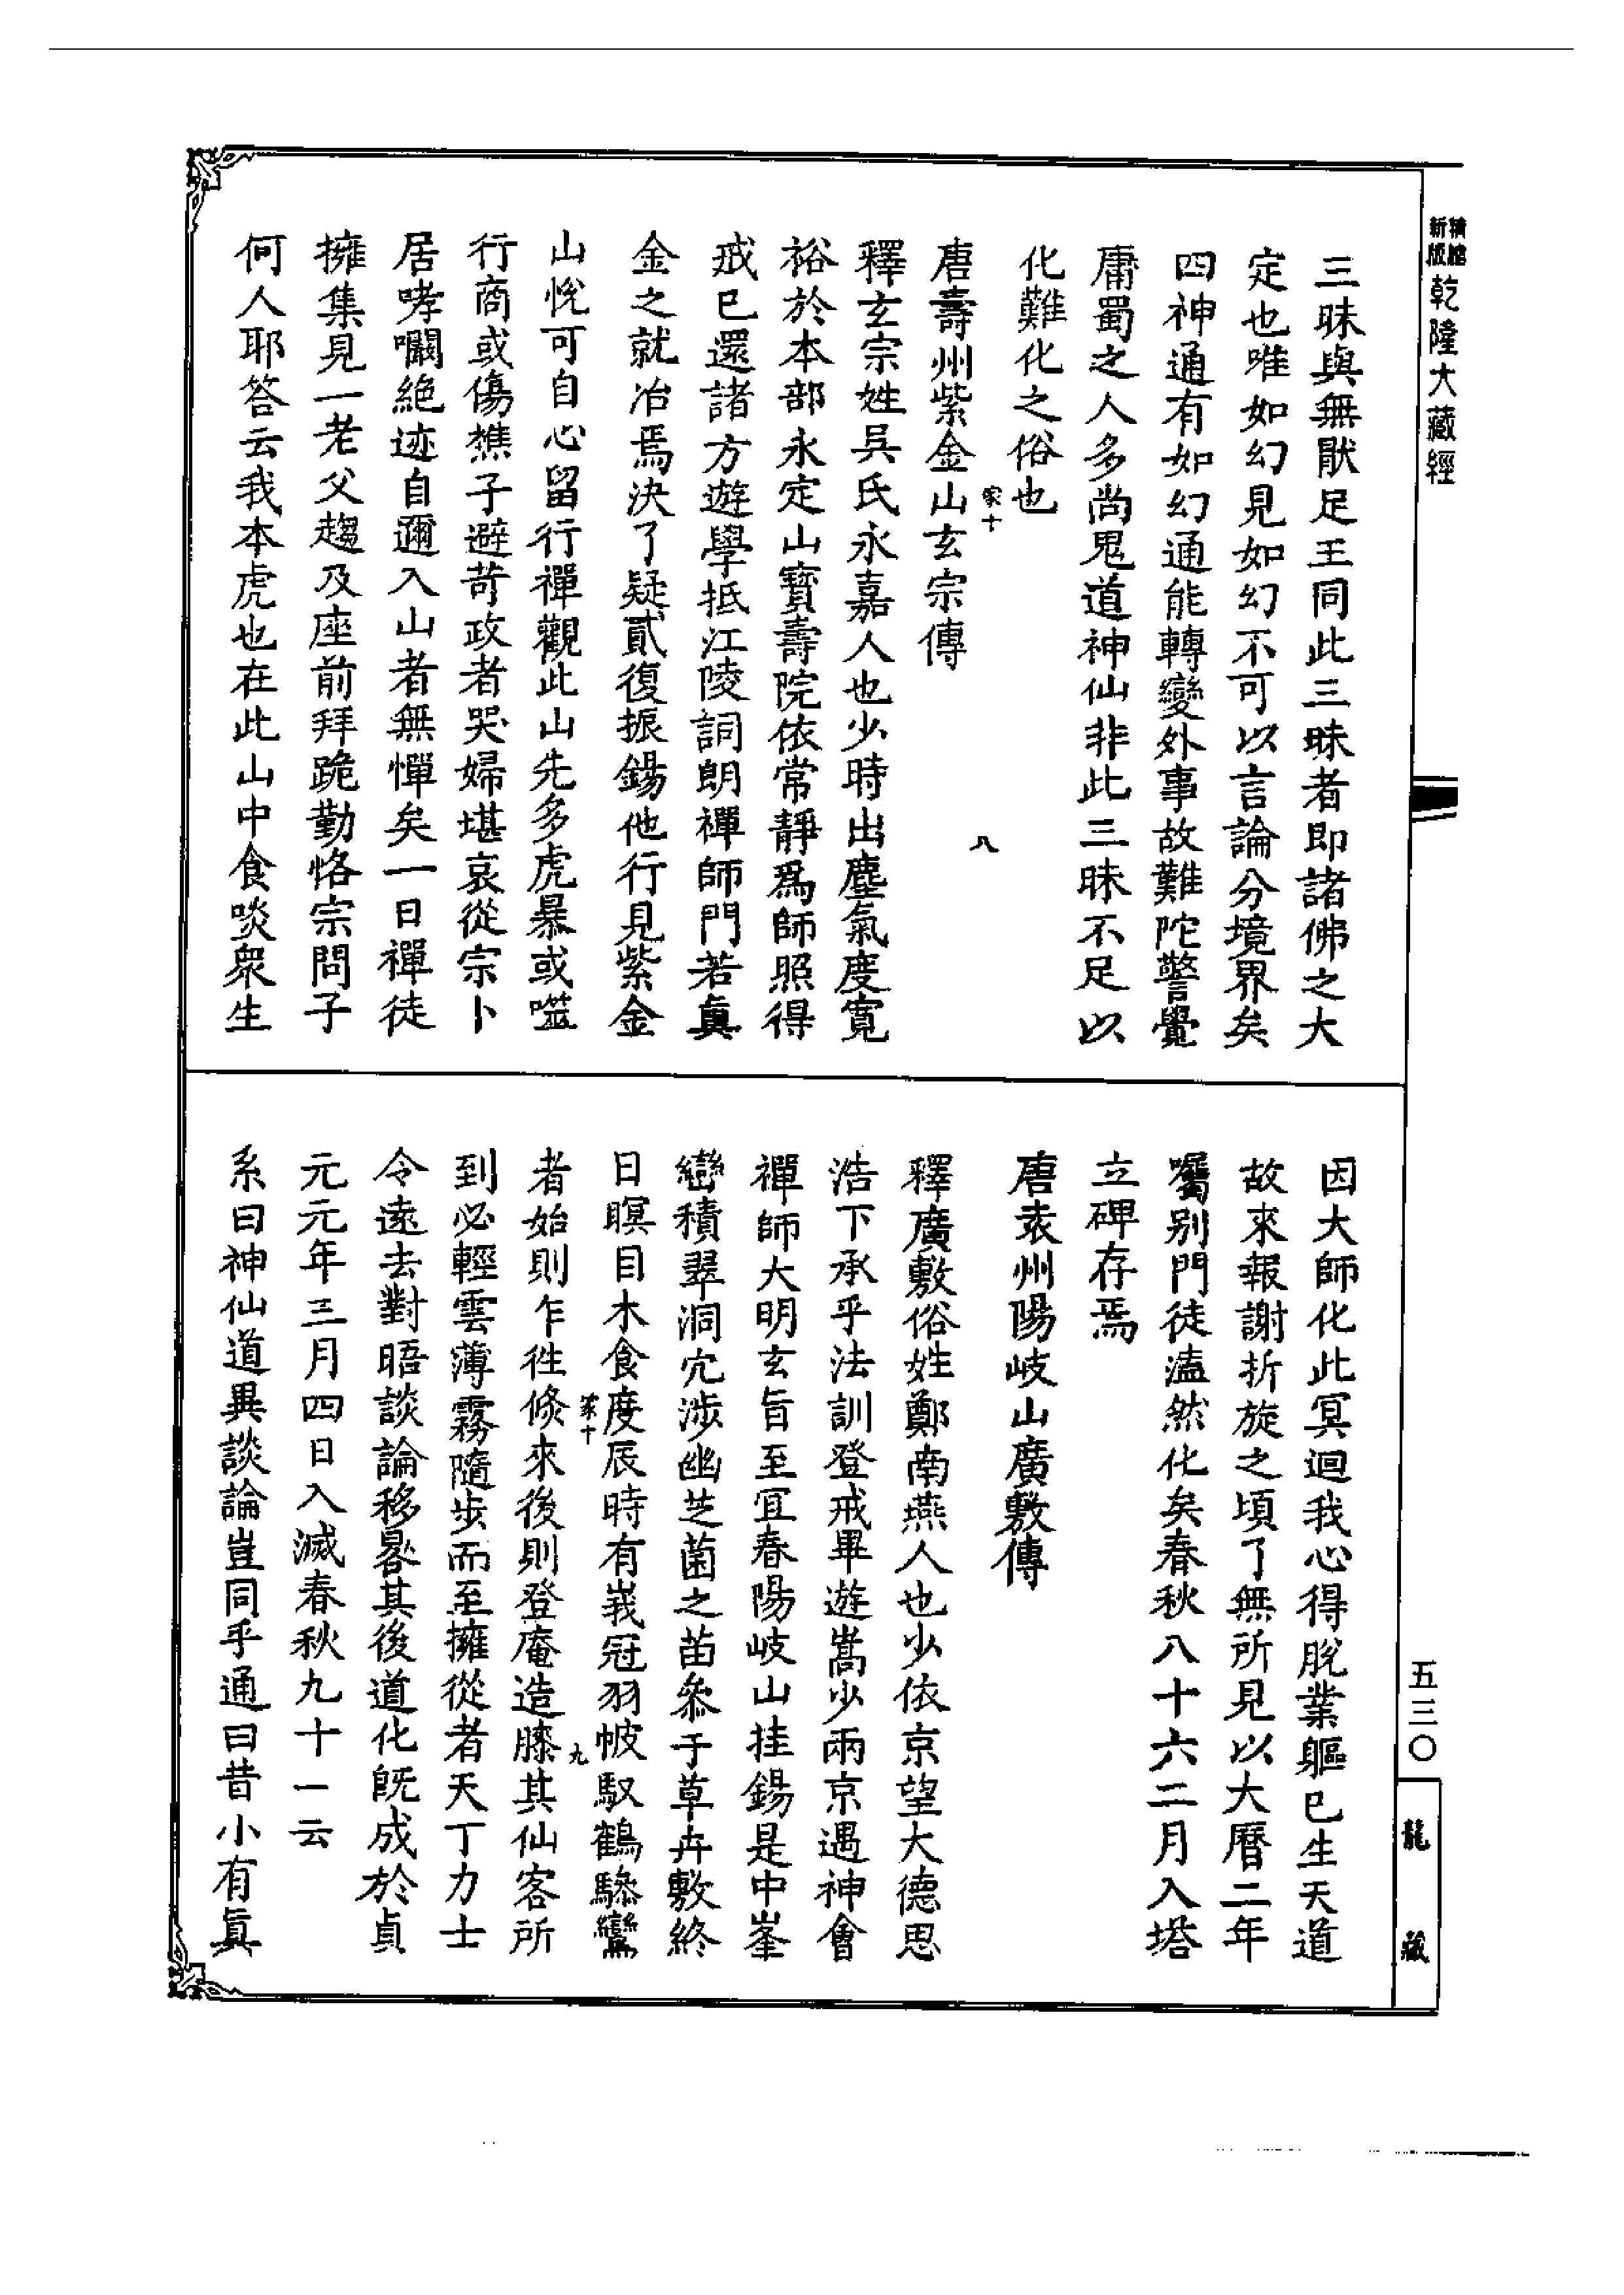 精縮新版
乾隆大藏經
三昧與無猒足王同此三昧者即諸佛之大
定也唯如幻見如幻不可以言論分境界矣
四神通有如幻通能轉變外事故難陀警覺
庸蜀之人多尚鬼道神仙非此三昧不足以
化難化之俗也
家十
八
唐壽州紫金山玄宗傳
釋玄宗姓吳氏永嘉人也少時出塵氣度寬
裕於本部永定山寶壽院依常靜爲師照得
戒已還諸方遊學抵江陵詞朗禪師門若眞
金之就冶焉決了疑貳復振錫他行見紫金
山悅可自心留行禪觀此山先多虎暴或噬
行商或傷樵子避苛政者哭婦堪哀從宗卜
居哮㘚絕迹自邇入山者無憚矣一日禪徒
擁集見一老父趨及座前拜跪勤恪宗問子
何人耶答云我本虎也在此山中食啖衆生
因大師化此冥迴我心得脫業軀已生天道
故來報謝折旋之頃了無所見以大曆二年
囑别門徒溘然化矣春秋八十六二月入塔
立碑存焉
唐袁州陽岐山廣敷傳
釋廣敷俗姓鄭南燕人也少依京望大德思
浩下承乎法訓登戒畢遊嵩少兩京遇神會
禪師大明玄旨至宜春陽岐山挂錫是中峯
巒積翠洞穴涉幽芝菌之苗叅于草卉敷終
日瞑目木食度辰時有峩冠羽帔馭鶴驂鸞
家十
九
者始則乍徃倐來後則登庵造膝其仙客所
到必輕雲薄霧隨步而至擁從者天丁力士
令遠去對晤談論移晷其後道化旣成於貞
元元年三月四日入滅春秋九十一云
系曰神仙道異談論豈同乎通曰昔小有眞
五三〇
龍藏